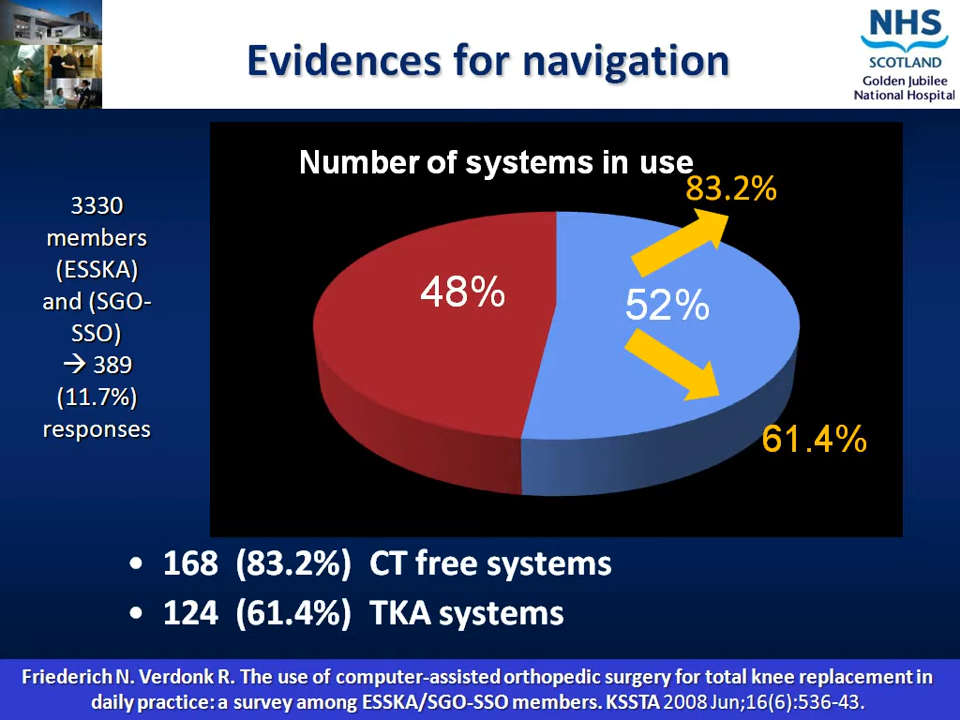 Evidences for navigation
NHS
SCOTLAND
Golden Jubilee
National Hospital
3330
members
(ESSKA)
and (SGO-
SSO)
→ 389
(11.7%)
responses
Number of systems in use
83.2%
48%
52%
61.4%
• 168 (83.2%) CT free systems
• 124 (61.4%) TKA systems
Friederich N. Verdonk R. The use of computer-assisted orthopedic surgery for total knee replacement in
daily practice: a survey among ESSKA/SGO-SSO members. KSSTA 2008 Jun;16(6):536-43.